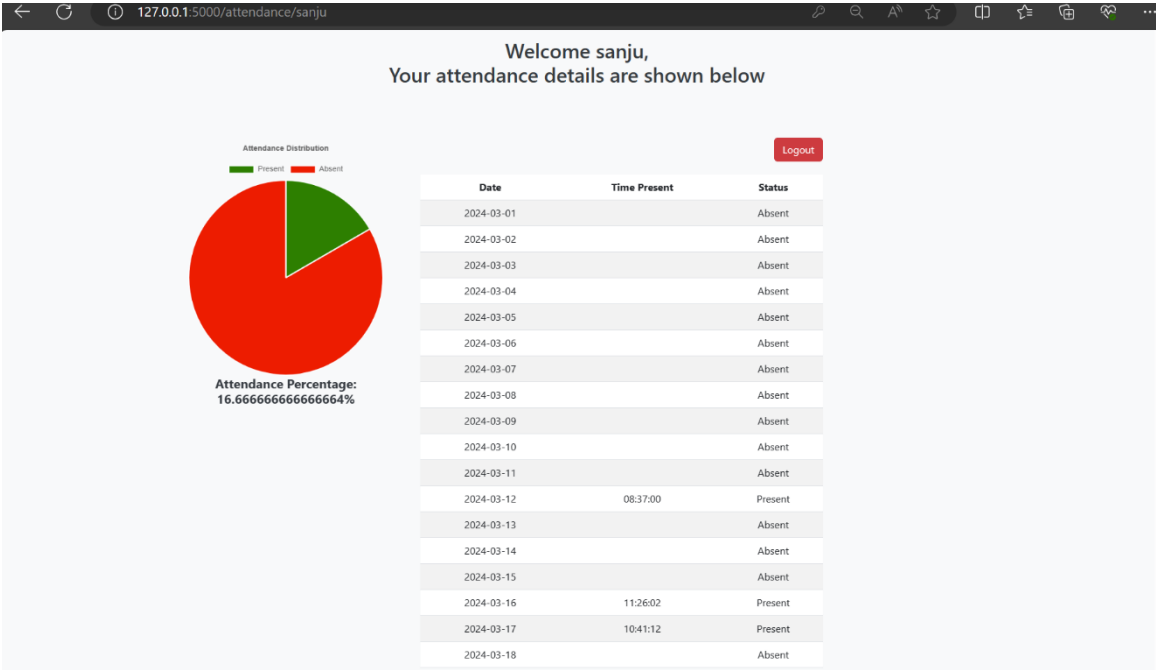 127.0.0.1:5000/attendance/sanju
Welcome sanju,
Your attendance details are shown below
Attendance Distribution
Present Absent
Attendance Percentage:
16.666666666666664%
Logout
Date Time Present Status
2024-03-01 Absent
2024-03-02 Absent
2024-03-03 Absent
2024-03-04 Absent
2024-03-05 Absent
2024-03-06 Absent
2024-03-07 Absent
2024-03-08 Absent
2024-03-09 Absent
2024-03-10 Absent
2024-03-11 Absent
2024-03-12 08:37:00 Present
2024-03-13 Absent
2024-03-14 Absent
2024-03-15 Absent
2024-03-16 11:26:02 Present
2024-03-17 10:41:12 Present
2024-03-18 Absent